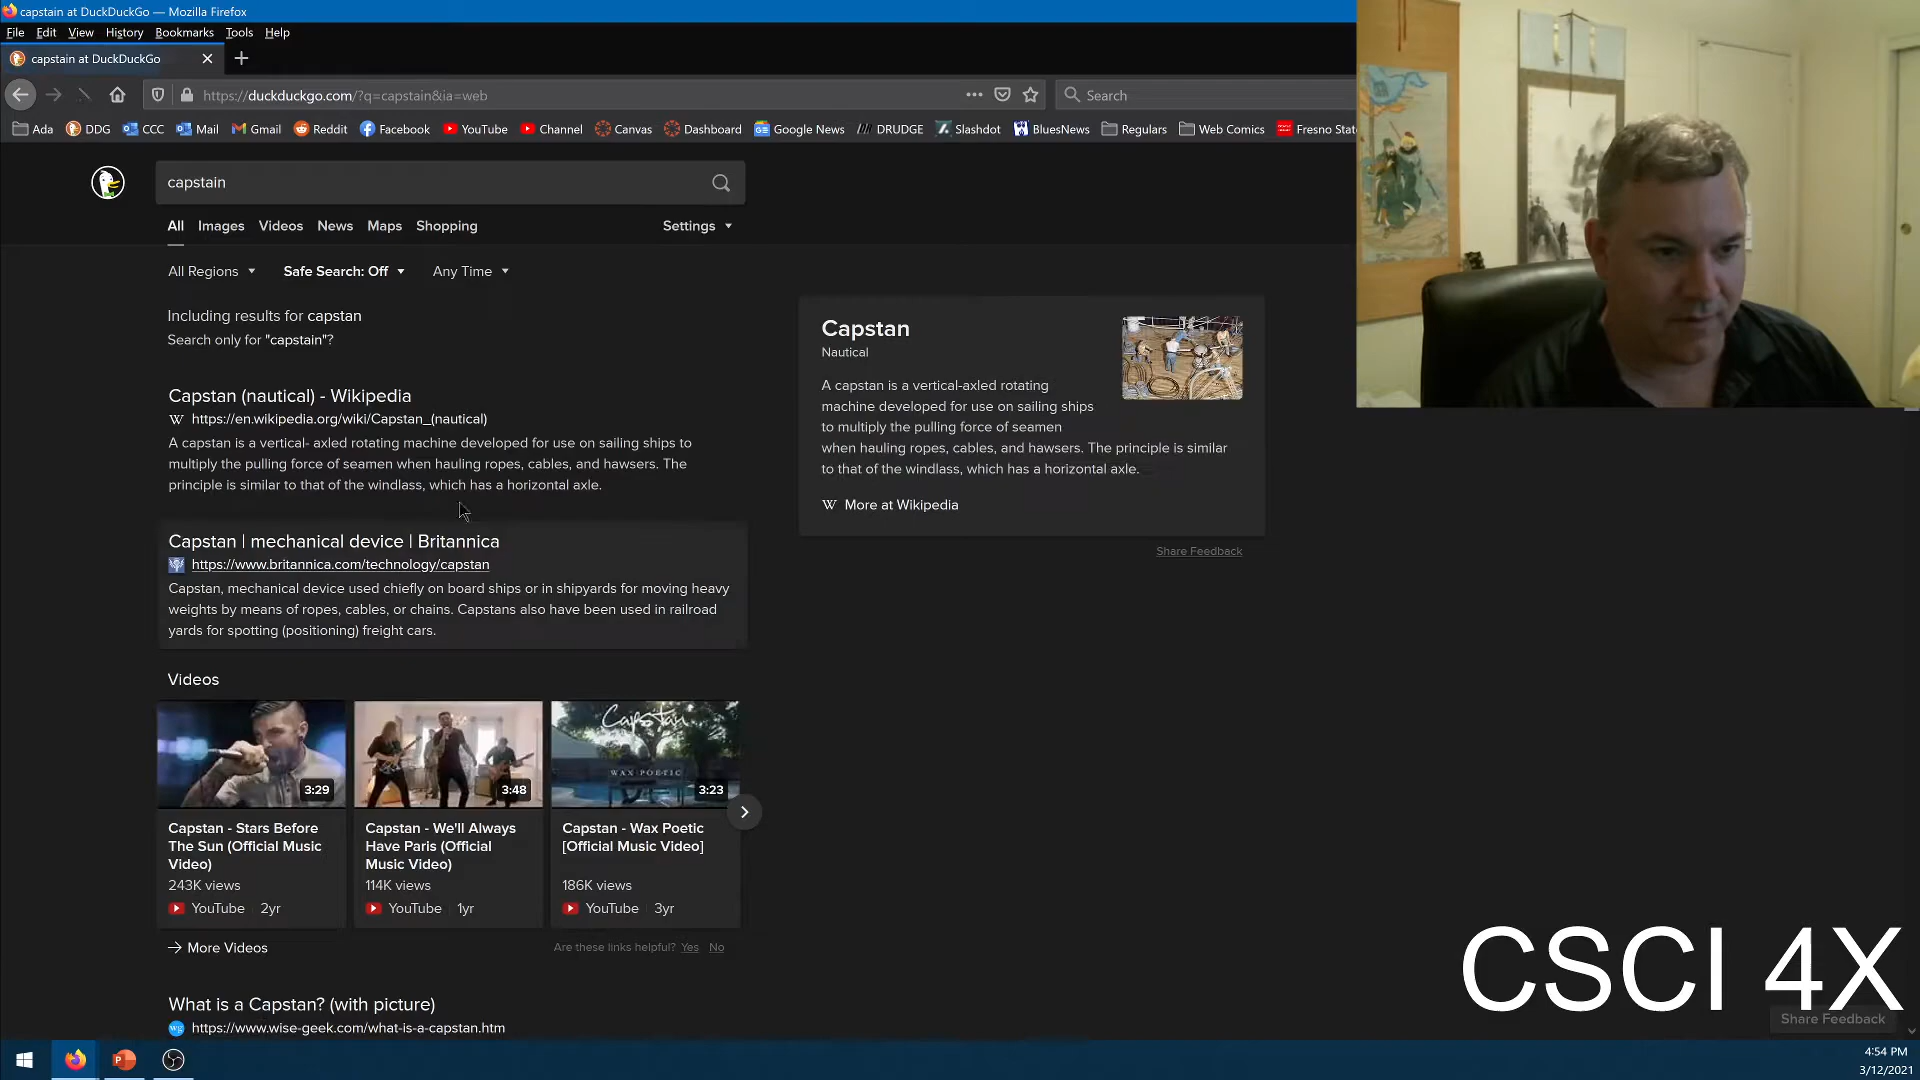 capstain at DuckDuckGo — Mozilla Firefox
File Edit View History Bookmarks Tools Help
capstain at DuckDuckGo
https://duckduckgo.com/?q=capstain&ia=web
Search
Ada DDG CCC Mail Gmail Reddit Facebook YouTube Channel Canvas Dashboard Google News DRUDGE Slashdot BluesNews Regulars Web Comics Fresno Stat
capstain
All Images Videos News Maps Shopping Settings
All Regions Safe Search: Off Any Time
Including results for capstan
Search only for "capstain"?
Capstan (nautical) - Wikipedia
W https://en.wikipedia.org/wiki/Capstan_(nautical)
A capstan is a vertical- axled rotating machine developed for use on sailing ships to
multiply the pulling force of seamen when hauling ropes, cables, and hawsers. The
principle is similar to that of the windlass, which has a horizontal axle.
Capstan | mechanical device | Britannica
https://www.britannica.com/technology/capstan
Capstan, mechanical device used chiefly on board ships or in shipyards for moving heavy
weights by means of ropes, cables, or chains. Capstans also have been used in railroad
yards for spotting (positioning) freight cars.
Videos
3:29
3:48
Capstan
WAX POETIC
3:23
Capstan - Stars Before
The Sun (Official Music
Video)
243K views
YouTube 2yr
Capstan - We'll Always
Have Paris (Official
Music Video)
114K views
YouTube 1yr
Capstan - Wax Poetic
[Official Music Video]
186K views
YouTube 3yr
More Videos
Are these links helpful? Yes No
What is a Capstan? (with picture)
wg https://www.wise-geek.com/what-is-a-capstan.htm
Capstan
Nautical
A capstan is a vertical-axled rotating
machine developed for use on sailing ships
to multiply the pulling force of seamen
when hauling ropes, cables, and hawsers. The principle is similar
to that of the windlass, which has a horizontal axle.
W More at Wikipedia
Share Feedback
CSCI 4X
Share Feedback
4:54 PM
3/12/2021